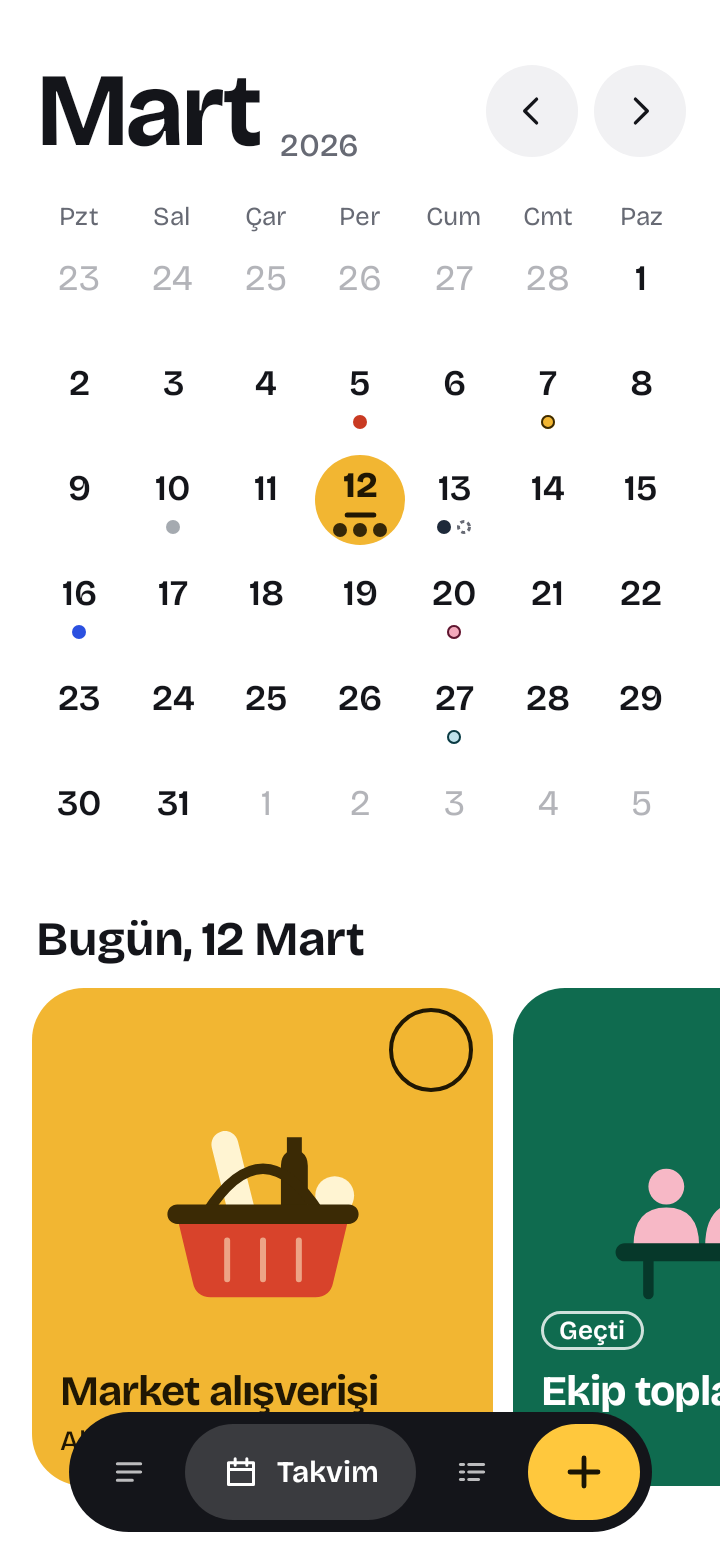 Mart 2026
Pzt Sal Çar Per Cum Cmt Paz
23 24 25 26 27 28 1
2 3 4 5 6 7 8
9 10 11 12 13 14 15
16 17 18 19 20 21 22
23 24 25 26 27 28 29
30 31 1 2 3 4 5
Bugün, 12 Mart
Geçti
Market alışverişi
Ekip topla
Takvim